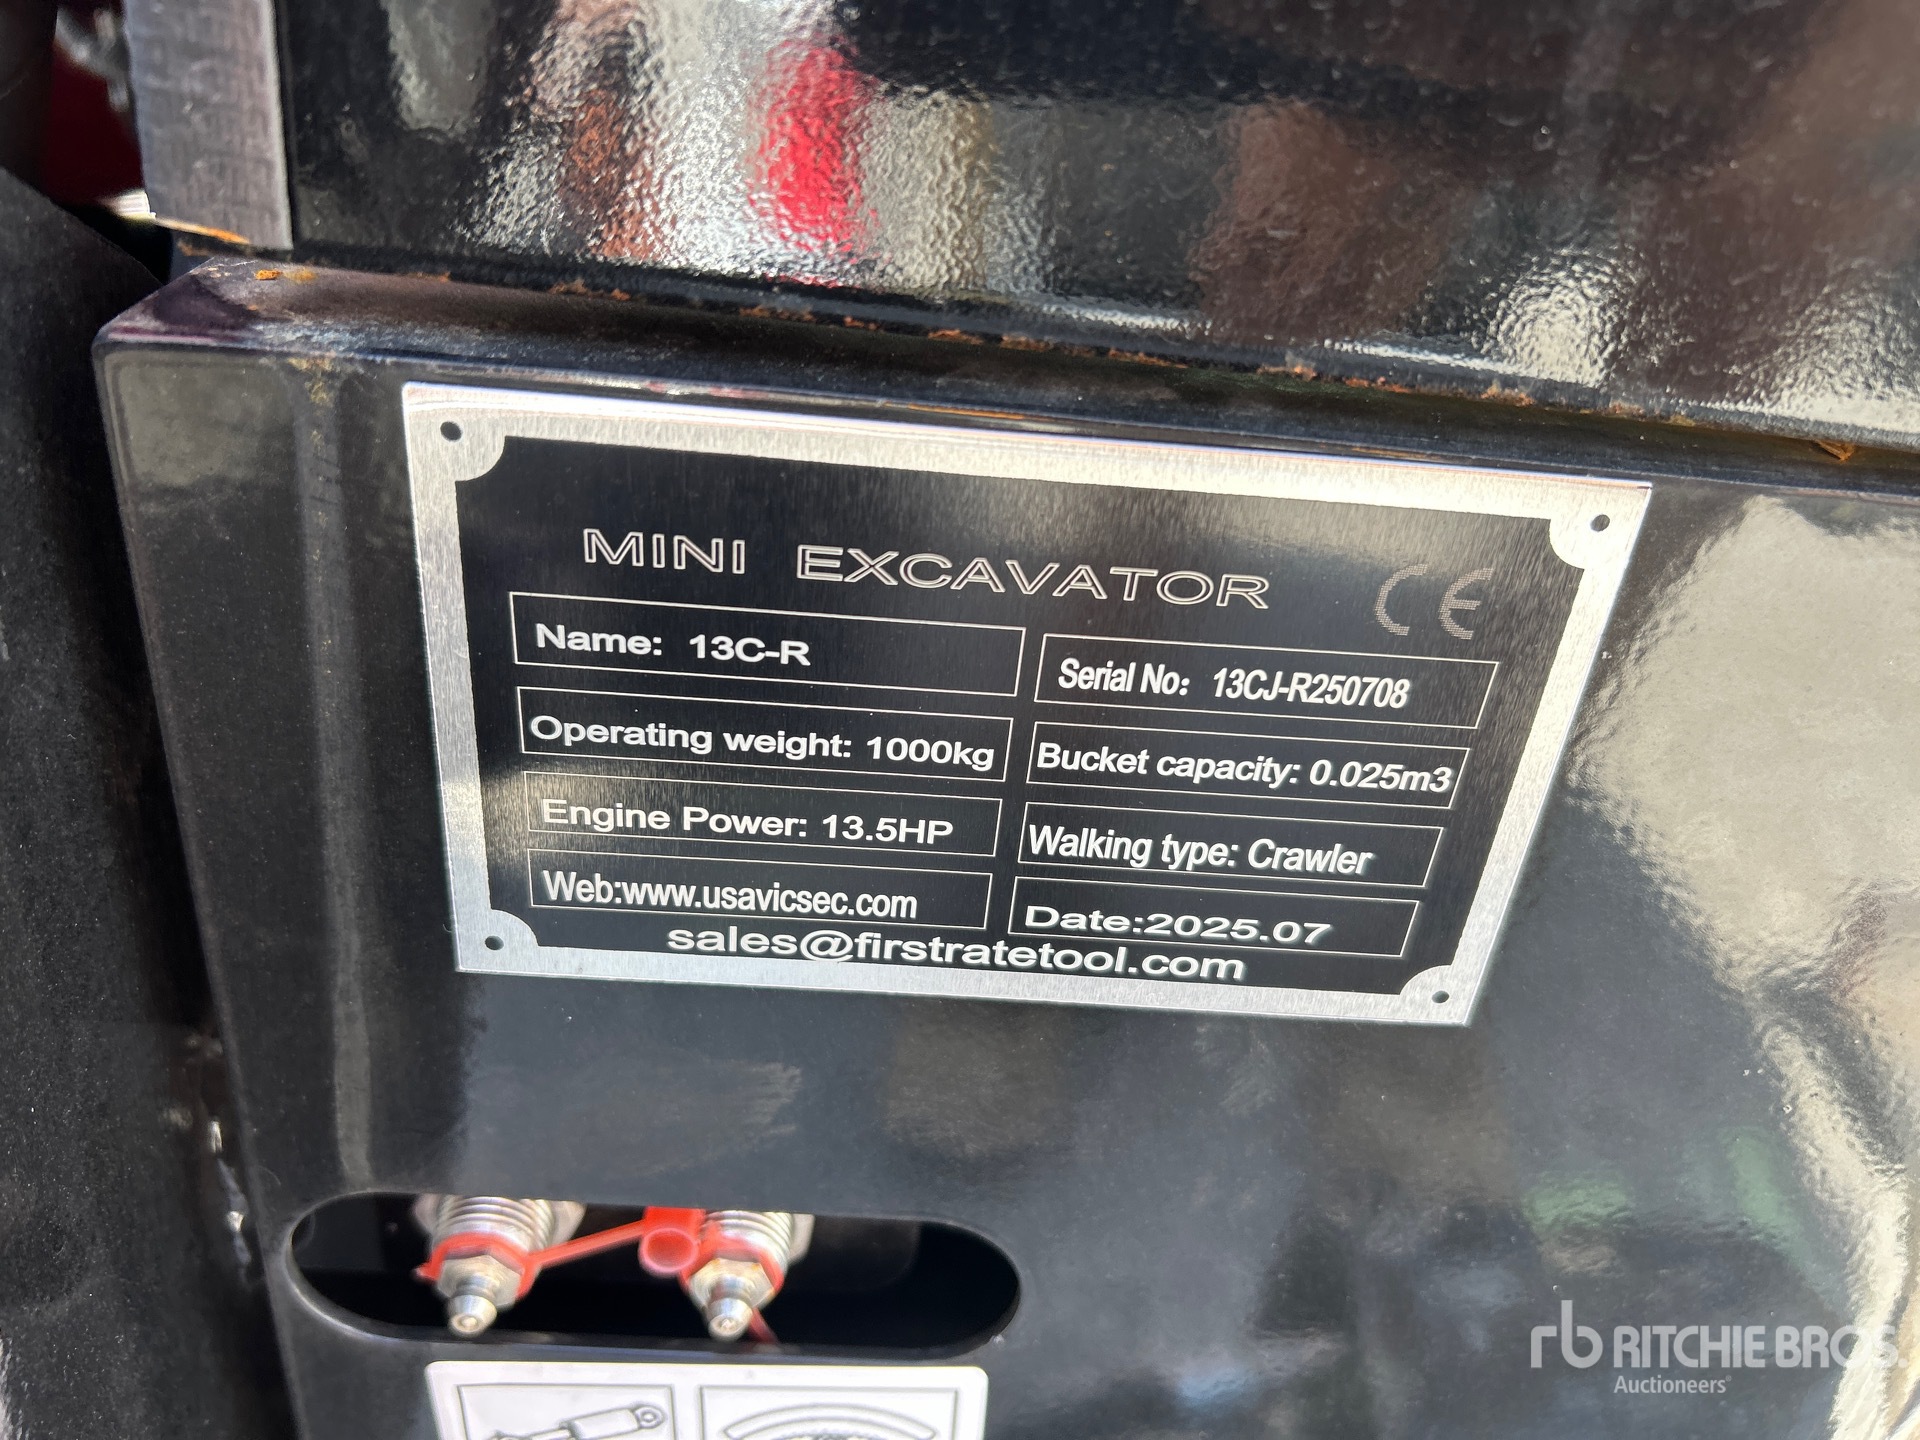 MINI EXCAVATOR CE
Name: 13C-R
Serial No: 13CJ-R250708
Operating weight: 1000kg
Bucket capacity: 0.025m3
Engine Power: 13.5HP
Walking type: Crawler
Web:www.usavicsec.com
Date:2025.07
sales@firstratetool.com
rb RITCHIE BROS.
Auctioneers